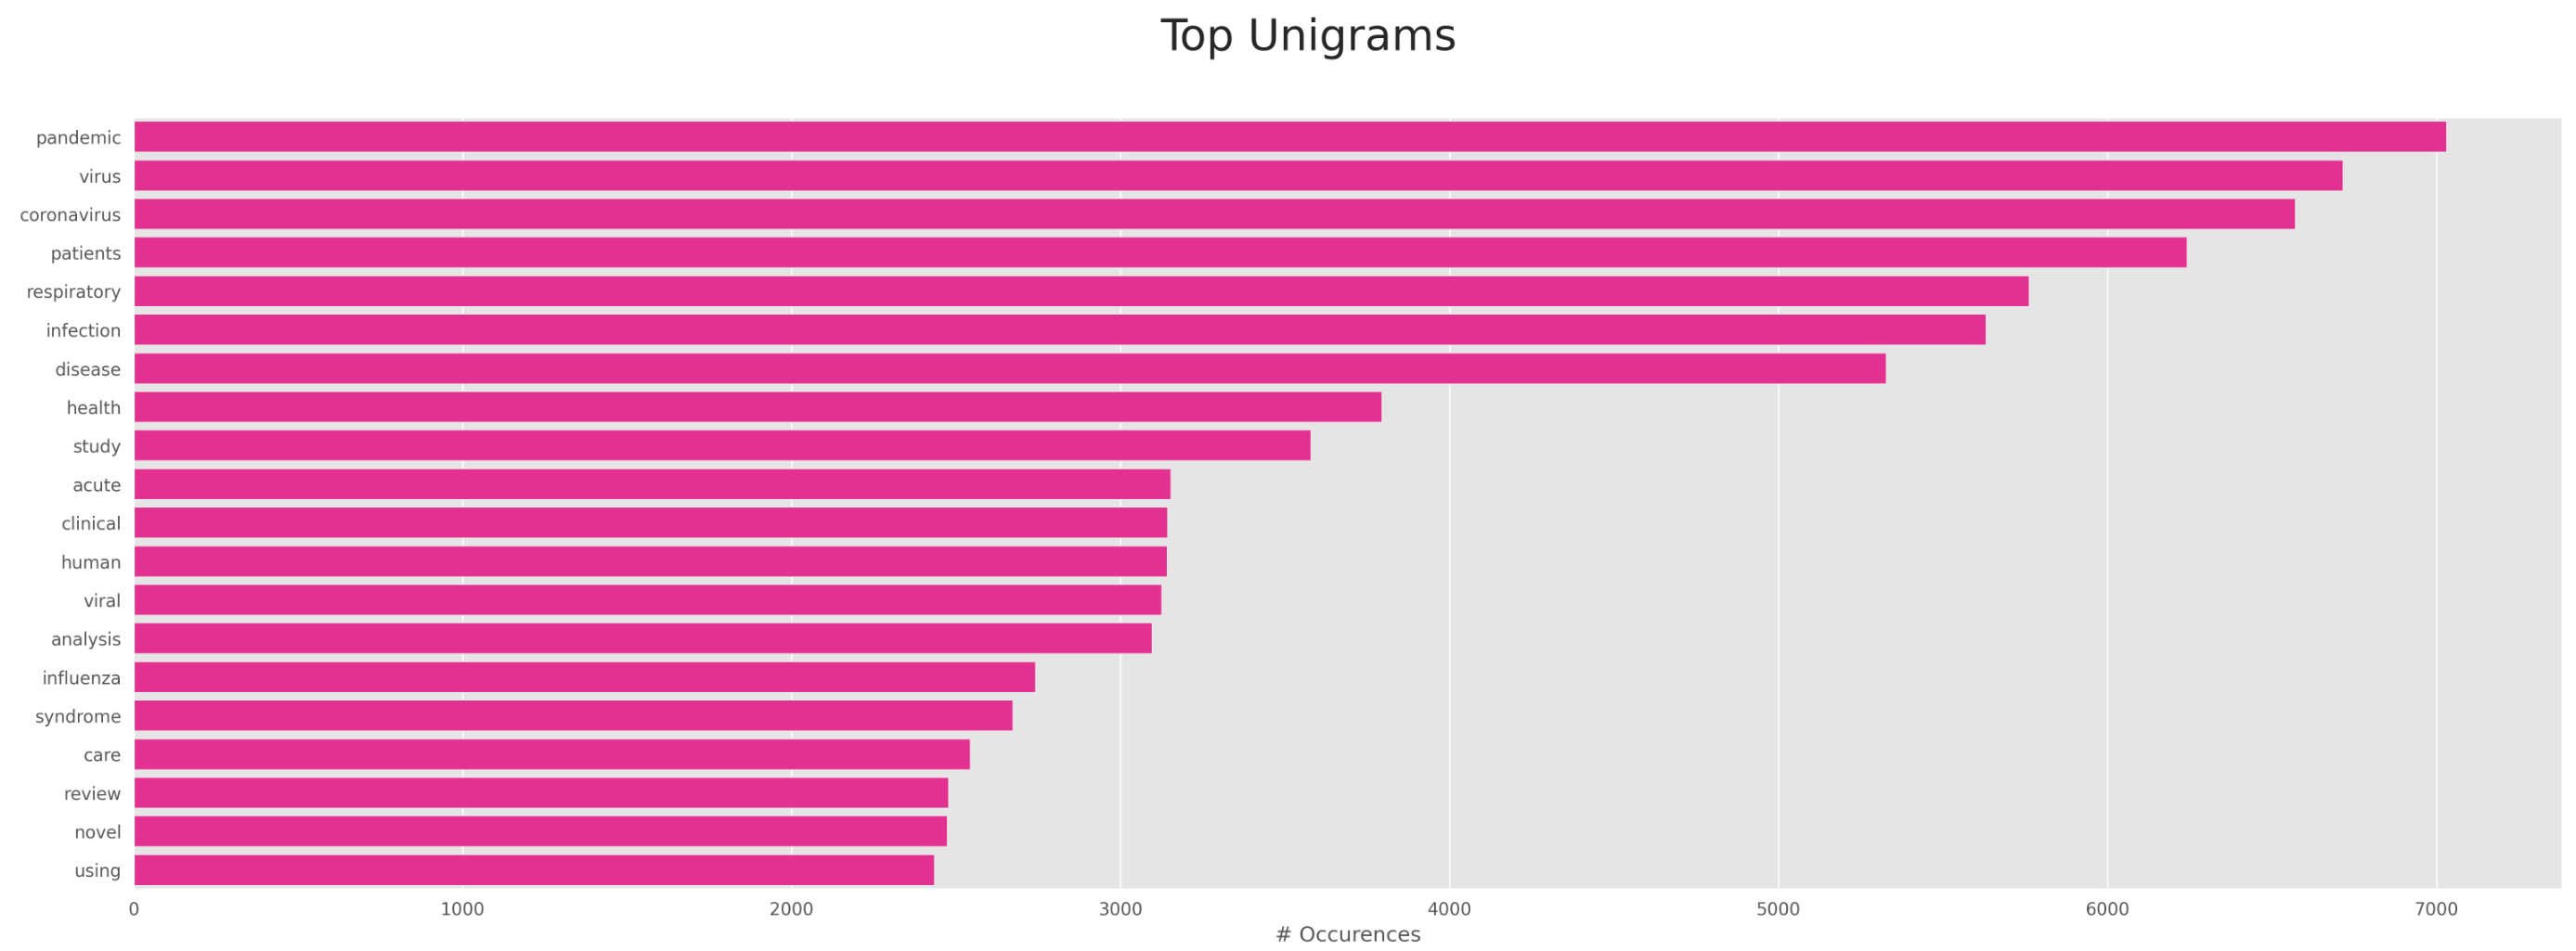 Top Unigrams
pandemic
virus
coronavirus
patients
respiratory
infection
disease
health
study
acute
clinical
human
viral
analysis
influenza
syndrome
care
review
novel
using
0 1000 2000 3000 4000 5000 6000 7000
# Occurences